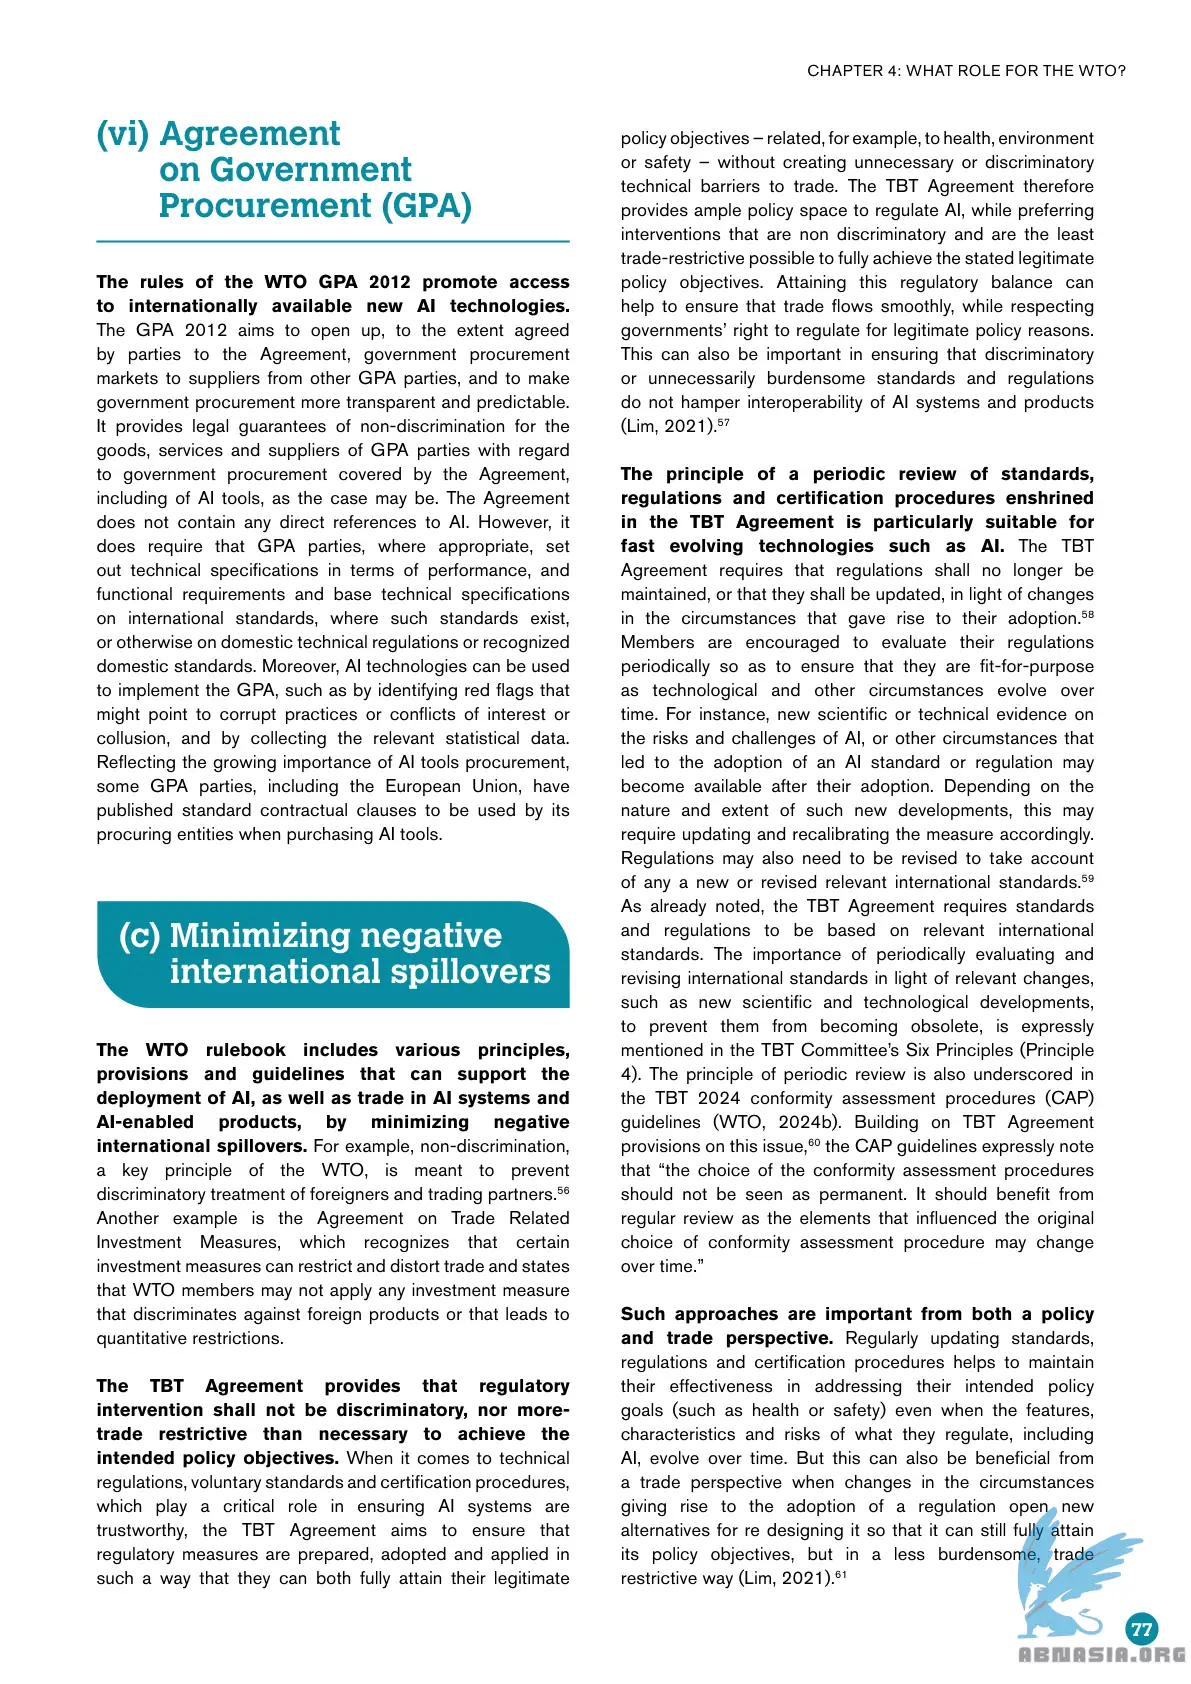 CHAPTER 4: WHAT ROLE FOR THE WTO?
(vi) Agreement
on Government
Procurement (GPA)
The rules of the WTO GPA 2012 promote access
to internationally available new AI technologies.
The GPA 2012 aims to open up, to the extent agreed
by parties to the Agreement, government procurement
markets to suppliers from other GPA parties, and to make
government procurement more transparent and predictable.
It provides legal guarantees of non-discrimination for the
goods, services and suppliers of GPA parties with regard
to government procurement covered by the Agreement,
including of AI tools, as the case may be. The Agreement
does not contain any direct references to AI. However, it
does require that GPA parties, where appropriate, set
out technical specifications in terms of performance, and
functional requirements and base technical specifications
on international standards, where such standards exist,
or otherwise on domestic technical regulations or recognized
domestic standards. Moreover, AI technologies can be used
to implement the GPA, such as by identifying red flags that
might point to corrupt practices or conflicts of interest or
collusion, and by collecting the relevant statistical data.
Reflecting the growing importance of AI tools procurement,
some GPA parties, including the European Union, have
published standard contractual clauses to be used by its
procuring entities when purchasing AI tools.
(c) Minimizing negative
international spillovers
The WTO rulebook includes various principles,
provisions and guidelines that can support the
deployment of AI, as well as trade in AI systems and
AI-enabled products, by minimizing negative
international spillovers. For example, non-discrimination,
a key principle of the WTO, is meant to prevent
discriminatory treatment of foreigners and trading partners.56
Another example is the Agreement on Trade Related
Investment Measures, which recognizes that certain
investment measures can restrict and distort trade and states
that WTO members may not apply any investment measure
that discriminates against foreign products or that leads to
quantitative restrictions.
The TBT Agreement provides that regulatory
intervention shall not be discriminatory, nor more-
trade restrictive than necessary to achieve the
intended policy objectives. When it comes to technical
regulations, voluntary standards and certification procedures,
which play a critical role in ensuring AI systems are
trustworthy, the TBT Agreement aims to ensure that
regulatory measures are prepared, adopted and applied in
such a way that they can both fully attain their legitimate
policy objectives – related, for example, to health, environment
or safety – without creating unnecessary or discriminatory
technical barriers to trade. The TBT Agreement therefore
provides ample policy space to regulate AI, while preferring
interventions that are non discriminatory and are the least
trade-restrictive possible to fully achieve the stated legitimate
policy objectives. Attaining this regulatory balance can
help to ensure that trade flows smoothly, while respecting
governments’ right to regulate for legitimate policy reasons.
This can also be important in ensuring that discriminatory
or unnecessarily burdensome standards and regulations
do not hamper interoperability of AI systems and products
(Lim, 2021).57
The principle of a periodic review of standards,
regulations and certification procedures enshrined
in the TBT Agreement is particularly suitable for
fast evolving technologies such as AI. The TBT
Agreement requires that regulations shall no longer be
maintained, or that they shall be updated, in light of changes
in the circumstances that gave rise to their adoption.58
Members are encouraged to evaluate their regulations
periodically so as to ensure that they are fit-for-purpose
as technological and other circumstances evolve over
time. For instance, new scientific or technical evidence on
the risks and challenges of AI, or other circumstances that
led to the adoption of an AI standard or regulation may
become available after their adoption. Depending on the
nature and extent of such new developments, this may
require updating and recalibrating the measure accordingly.
Regulations may also need to be revised to take account
of any a new or revised relevant international standards.59
As already noted, the TBT Agreement requires standards
and regulations to be based on relevant international
standards. The importance of periodically evaluating and
revising international standards in light of relevant changes,
such as new scientific and technological developments,
to prevent them from becoming obsolete, is expressly
mentioned in the TBT Committee’s Six Principles (Principle
4). The principle of periodic review is also underscored in
the TBT 2024 conformity assessment procedures (CAP)
guidelines (WTO, 2024b). Building on TBT Agreement
provisions on this issue,60 the CAP guidelines expressly note
that “the choice of the conformity assessment procedures
should not be seen as permanent. It should benefit from
regular review as the elements that influenced the original
choice of conformity assessment procedure may change
over time.”
Such approaches are important from both a policy
and trade perspective. Regularly updating standards,
regulations and certification procedures helps to maintain
their effectiveness in addressing their intended policy
goals (such as health or safety) even when the features,
characteristics and risks of what they regulate, including
AI, evolve over time. But this can also be beneficial from
a trade perspective when changes in the circumstances
giving rise to the adoption of a regulation open new
alternatives for re designing it so that it can still fully attain
its policy objectives, but in a less burdensome, trade
restrictive way (Lim, 2021).61
77
ABNASIA.ORG